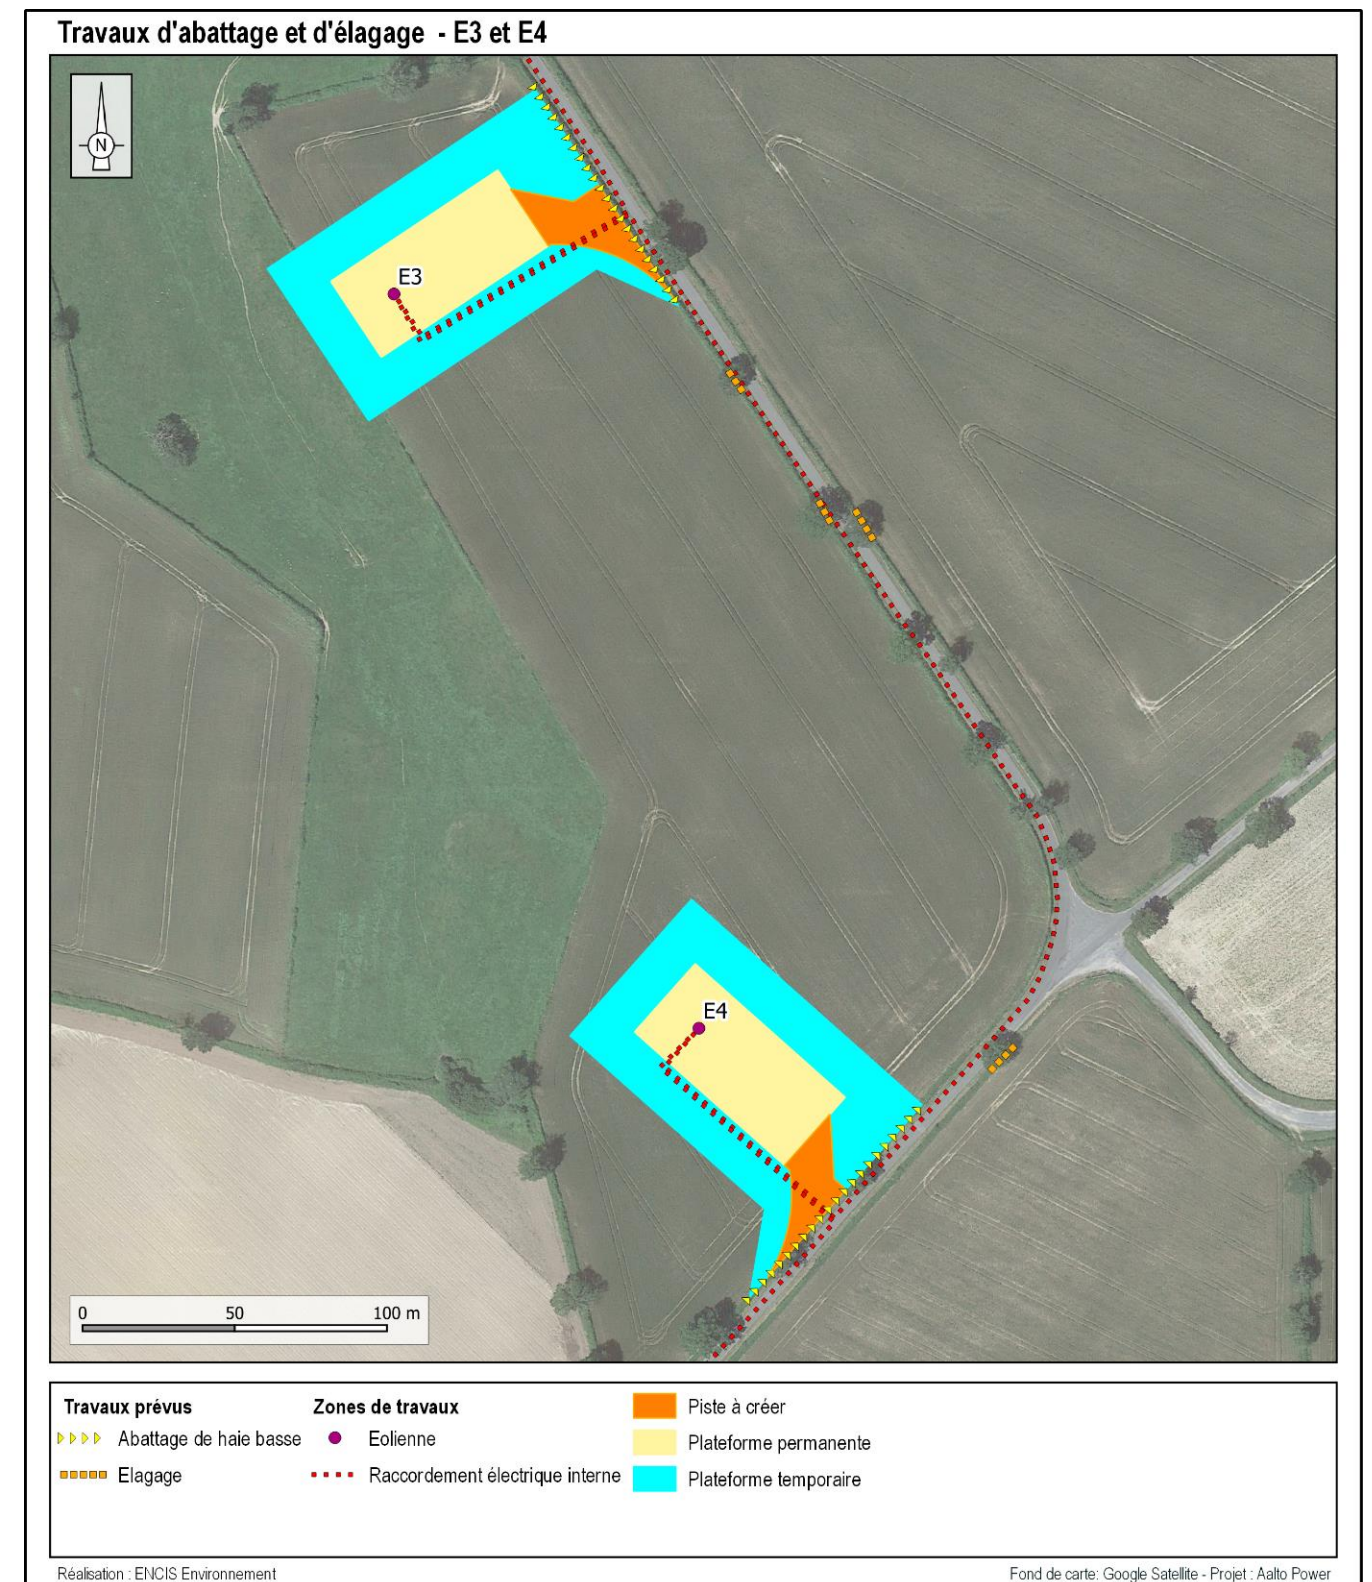 Travaux d'abattage et d'élagage - E3 et E4
N
E3
E4
0 50 100 m
Travaux prévus
Abattage de haie basse
Elagage
Zones de travaux
Eolienne
Raccordement électrique interne
Piste à créer
Plateforme permanente
Plateforme temporaire
Réalisation : ENCIS Environnement
Fond de carte: Google Satellite - Projet : Aalto Power